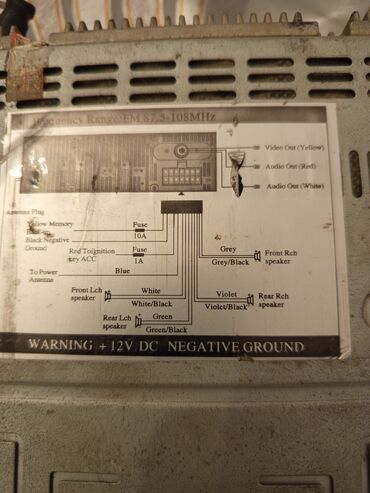 Frequency Range:FM 87.5-108MHz
Video Out (Yellow)
Audio Out (Red)
Audio Out (White)
Antenna Plug
Yellow Memory
Fuse
10A
Black Negative
Ground
Red To ignition
key ACC
Fuse
1A
To Power
Antenna
Blue
Grey
Grey/Black
Front Rch
speaker
Front Lch
speaker
White
White/Black
Violet
Violet/Black
Rear Rch
speaker
Rear Lch
speaker
Green
Green/Black
WARNING + 12V DC NEGATIVE GROUND